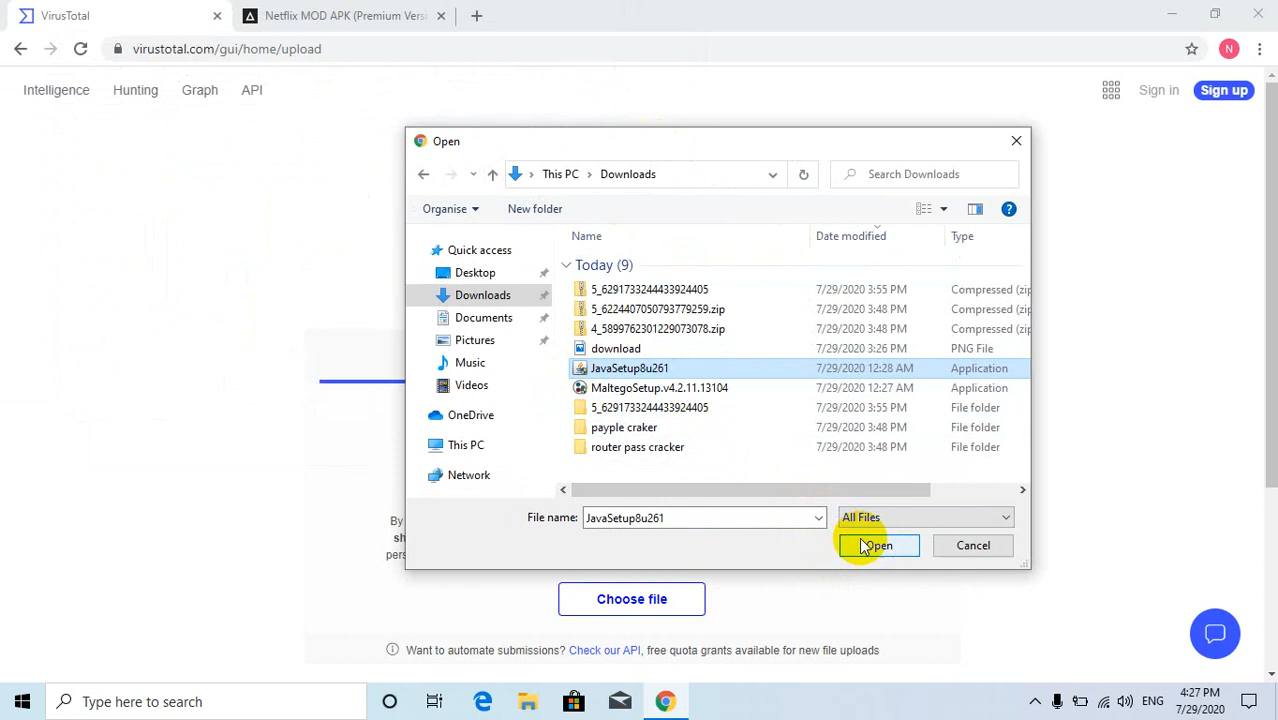 VirusTotal
Netflix MOD APK (Premium Versi
virustotal.com/gui/home/upload
N
Intelligence Hunting Graph API
Sign in Sign up
Open
This PC Downloads
Search Downloads
Organise New folder
Name Date modified Type
Quick access
Desktop
Downloads
Documents
Pictures
Music
Videos
OneDrive
This PC
Network
Today (9)
5_6291733244433924405 7/29/2020 3:55 PM Compressed (zip
5_6224407050793779259.zip 7/29/2020 3:48 PM Compressed (zip
4_5899762301229073078.zip 7/29/2020 3:48 PM Compressed (zip
download 7/29/2020 3:26 PM PNG File
JavaSetup8u261 7/29/2020 12:28 AM Application
MaltegoSetup.v4.2.11.13104 7/29/2020 12:27 AM Application
5_6291733244433924405 7/29/2020 3:55 PM File folder
payple craker 7/29/2020 3:48 PM File folder
router pass cracker 7/29/2020 3:48 PM File folder
File name: JavaSetup8u261 All Files
Open Cancel
By
sh
pers
Choose file
Want to automate submissions? Check our API, free quota grants available for new file uploads
Type here to search
ENG
4:27 PM
7/29/2020